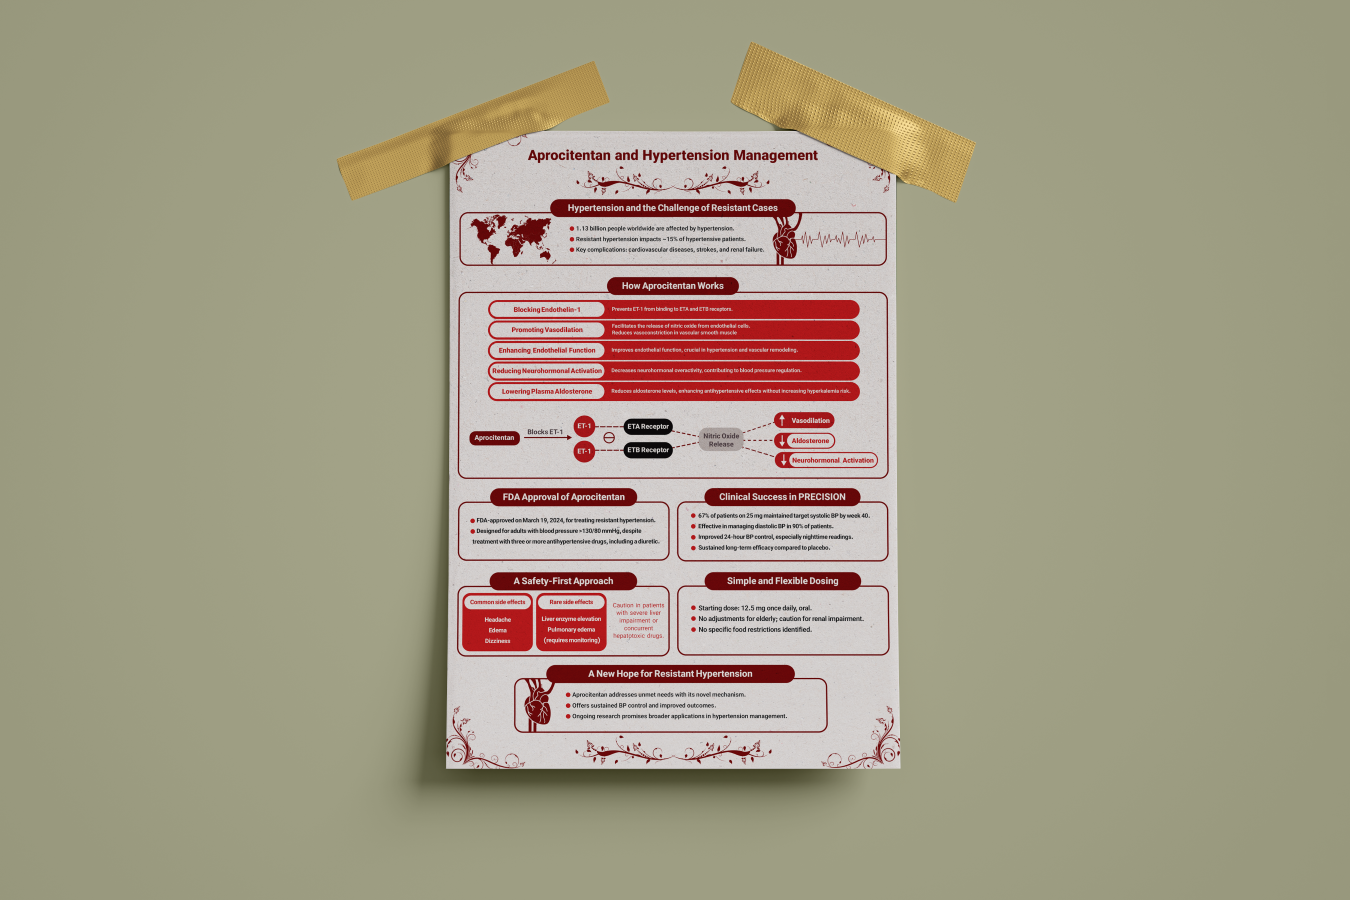 Aprocitentan and Hypertension Management
Hypertension and the Challenge of Resistant Cases
1.13 billion people worldwide are affected by hypertension.
Resistant hypertension impacts ~15% of hypertensive patients.
Key complications: cardiovascular diseases, strokes, and renal failure.
How Aprocitentan Works
Blocking Endothelin-1
Prevents ET-1 from binding to ETA and ETB receptors.
Promoting Vasodilation
Facilitates the release of nitric oxide from endothelial cells.
Reduces vasoconstriction in vascular smooth muscle
Enhancing Endothelial Function
Improves endothelial function, crucial in hypertension and vascular remodeling.
Reducing Neurohormonal Activation
Decreases neurohormonal overactivity, contributing to blood pressure regulation.
Lowering Plasma Aldosterone
Reduces aldosterone levels, enhancing antihypertensive effects without increasing hyperkalemia risk.
Aprocitentan
Blocks ET-1
ET-1
ET-1
ETA Receptor
ETB Receptor
Nitric Oxide
Release
Vasodilation
Aldosterone
Neurohormonal Activation
FDA Approval of Aprocitentan
FDA-approved on March 19, 2024, for treating resistant hypertension.
Designed for adults with blood pressure >130/80 mmHg, despite
treatment with three or more antihypertensive drugs, including a diuretic.
Clinical Success in PRECISION
67% of patients on 25 mg maintained target systolic BP by week 40.
Effective in managing diastolic BP in 90% of patients.
Improved 24-hour BP control, especially nighttime readings.
Sustained long-term efficacy compared to placebo.
A Safety-First Approach
Common side effects
Headache
Edema
Dizziness
Rare side effects
Liver enzyme elevation
Pulmonary edema
(requires monitoring)
Caution in patients
with severe liver
impairment or
concurrent
hepatotoxic drugs.
Simple and Flexible Dosing
Starting dose: 12.5 mg once daily, oral.
No adjustments for elderly; caution for renal impairment.
No specific food restrictions identified.
A New Hope for Resistant Hypertension
Aprocitentan addresses unmet needs with its novel mechanism.
Offers sustained BP control and improved outcomes.
Ongoing research promises broader applications in hypertension management.